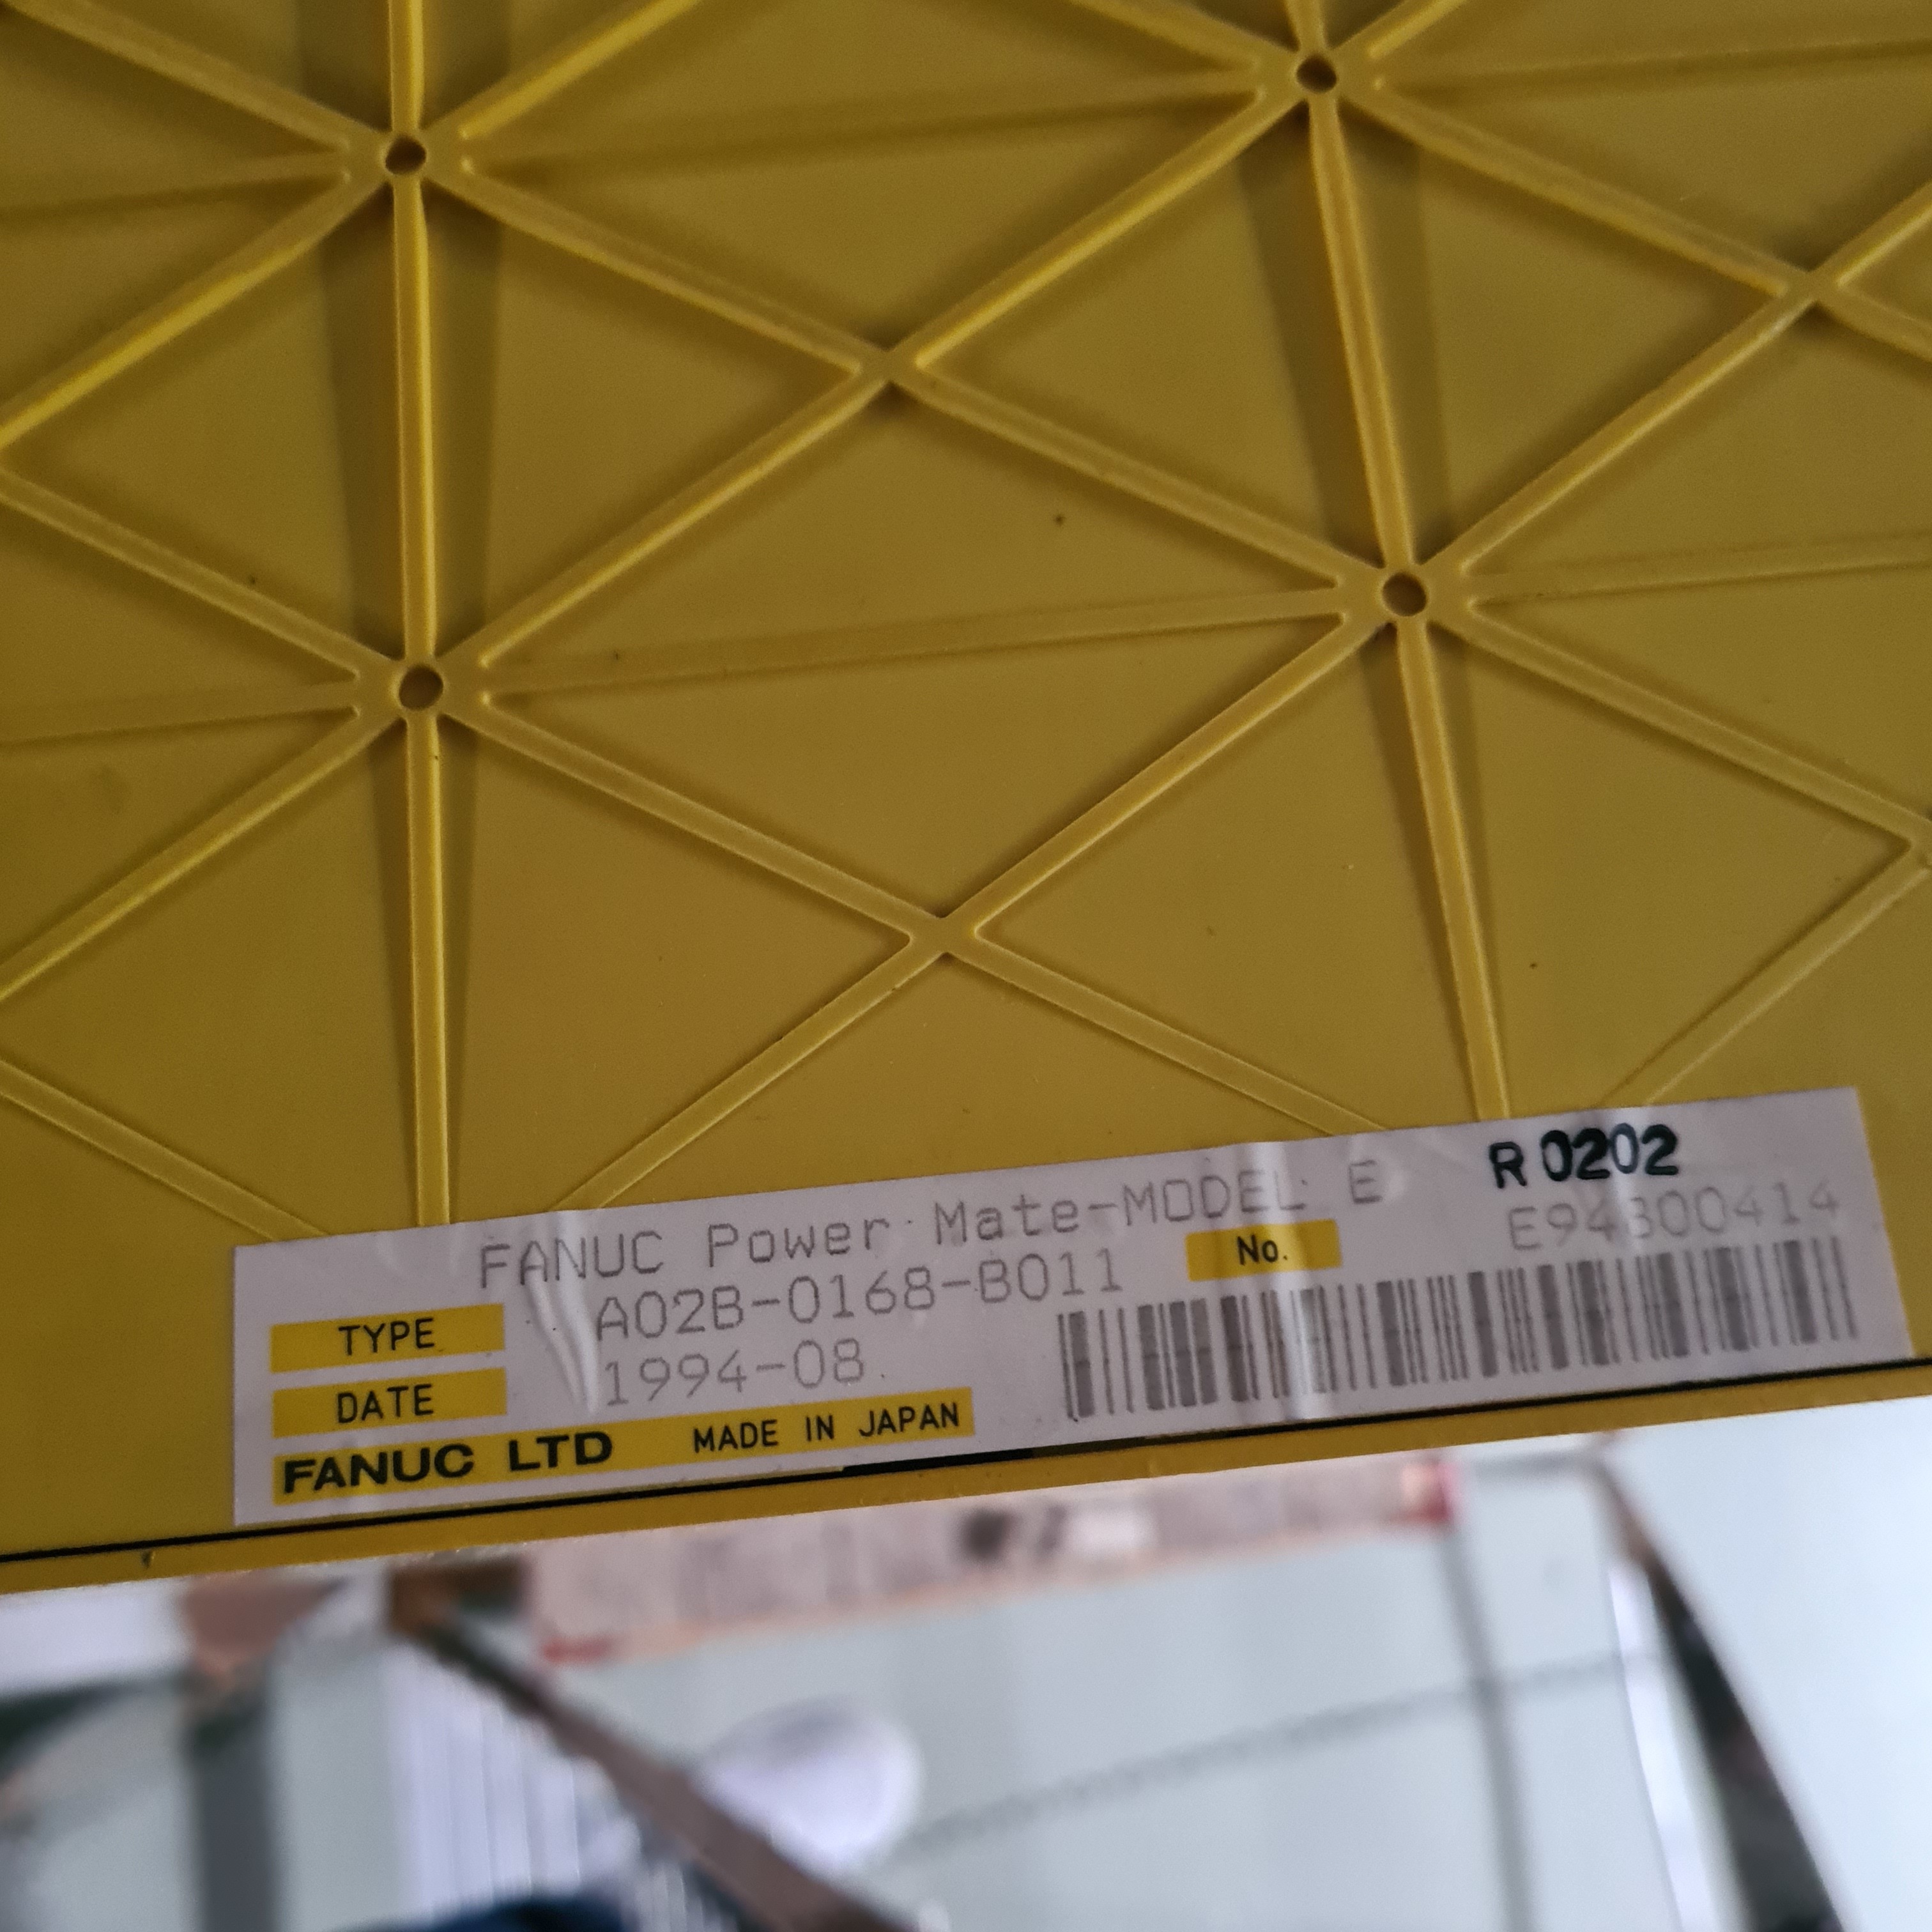 FANUC Power Mate-MODEL E
R 0202
TYPE A02B-0168-B011
No. E94300414
DATE 1994-08
FANUC LTD MADE IN JAPAN